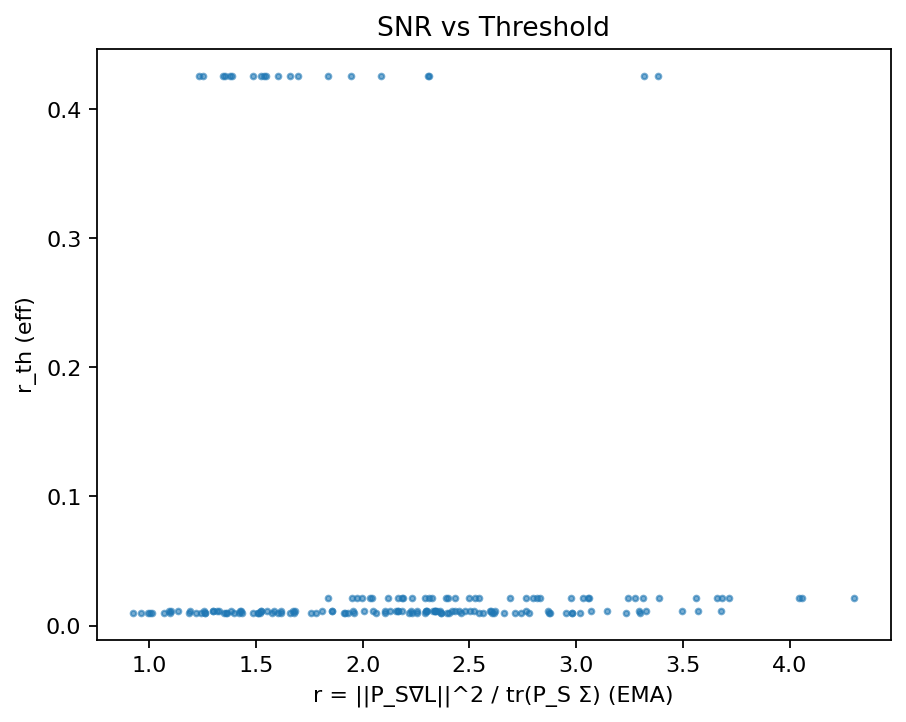 SNR vs Threshold
r_th (eff)
0.4
0.3
0.2
0.1
0.0
1.0 1.5 2.0 2.5 3.0 3.5 4.0
r = ||P_S∇L||^2 / tr(P_S Σ) (EMA)